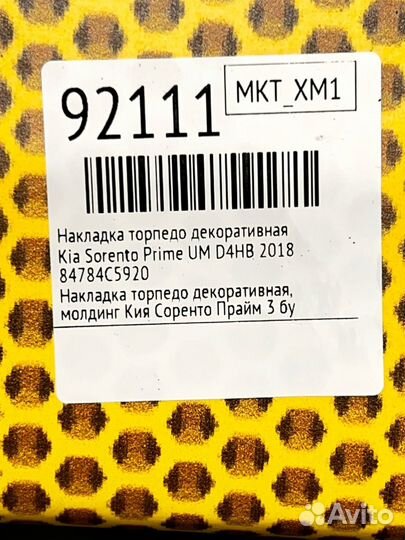 92111
MKT_XM1
Накладка торпедо декоративная
Kia Sorento Prime UM D4HB 2018
84784C5920
Накладка торпедо декоративная,
молдинг Кия Соренто Прайм 3 бу
Avito